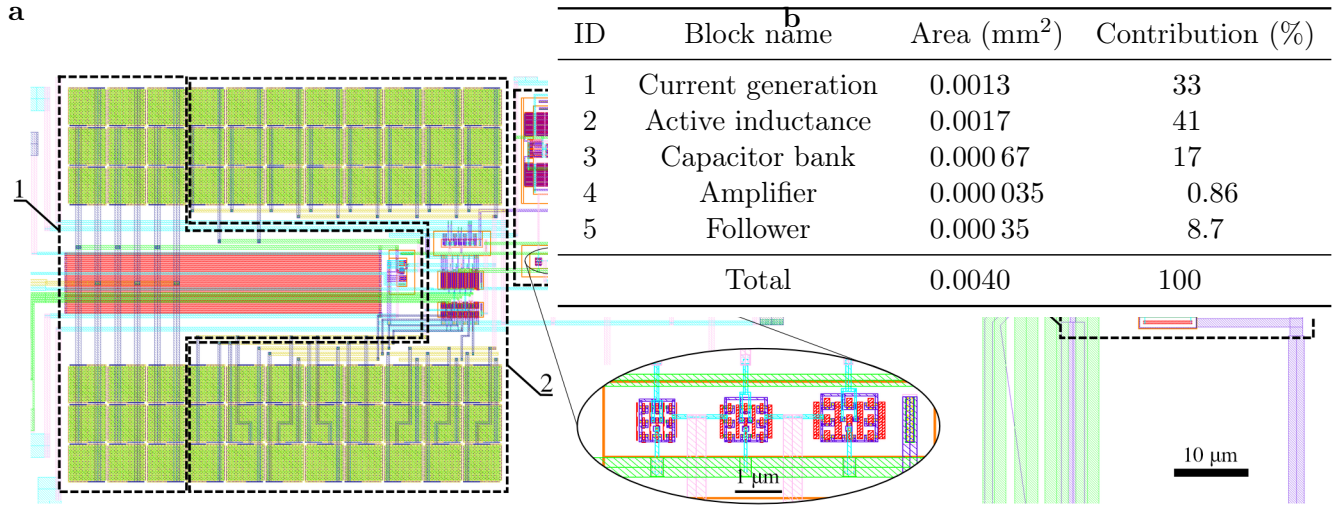 a
b
ID Block name Area (mm²) Contribution (%)
1 Current generation 0.0013 33
2 Active inductance 0.0017 41
3 Capacitor bank 0.000 67 17
4 Amplifier 0.000 035 0.86
5 Follower 0.000 35 8.7
Total 0.0040 100
1
2
1 µm
10 µm